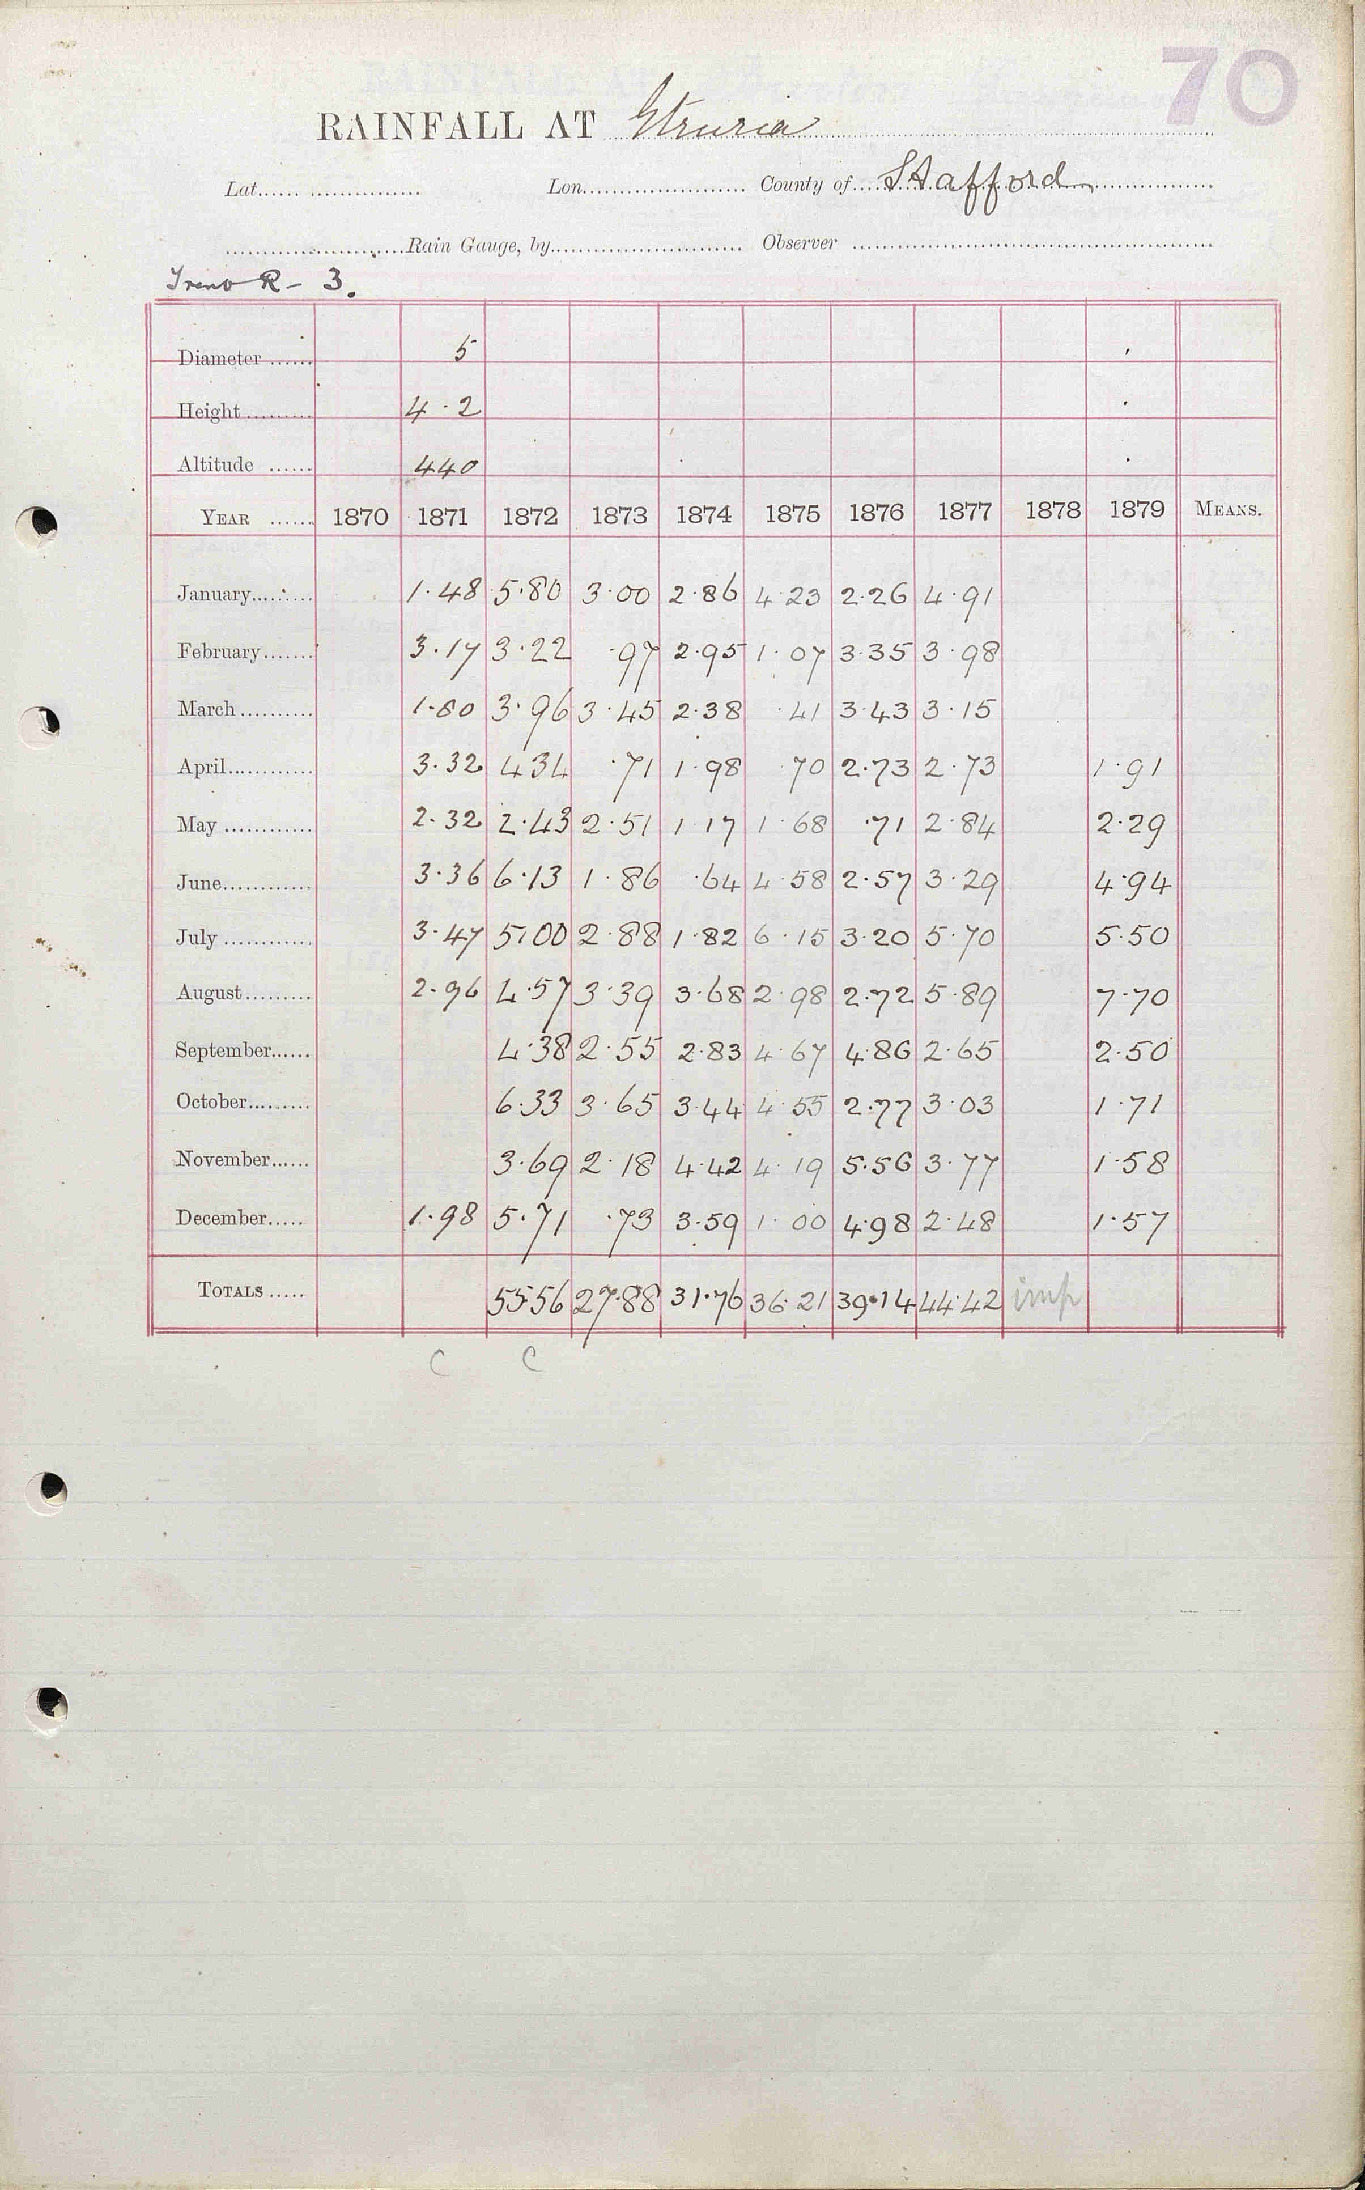 70
RAINFALL AT Etruria
Lat. Lon. County of Stafford
Rain Gauge, by Observer
Trent R - 3.
Diameter 5
Height 4.2
Altitude 440
YEAR 1870 1871 1872 1873 1874 1875 1876 1877 1878 1879 MEANS.
January 1.48 5.80 3.00 2.86 4.23 2.26 4.91
February 3.17 3.22 .97 2.95 1.07 3.35 3.98
March 1.80 3.96 3.45 2.38 .41 3.43 3.15
April 3.32 4.34 .71 1.98 .70 2.73 2.73 1.91
May 2.32 2.43 2.51 1.17 1.68 .71 2.84 2.29
June 3.36 6.13 1.86 .64 4.58 2.57 3.29 4.94
July 3.47 5.00 2.88 1.82 6.15 3.20 5.70 5.50
August 2.96 4.57 3.39 3.68 2.98 2.72 5.89 7.70
September 4.38 2.55 2.83 4.67 4.86 2.65 2.50
October 6.33 3.65 3.44 4.55 2.77 3.03 1.71
November 3.69 2.18 4.42 4.19 5.56 3.77 1.58
December 1.98 5.71 .73 3.59 1.00 4.98 2.48 1.57
TOTALS 55.56 27.88 31.76 36.21 39.14 44.42 imp
C C